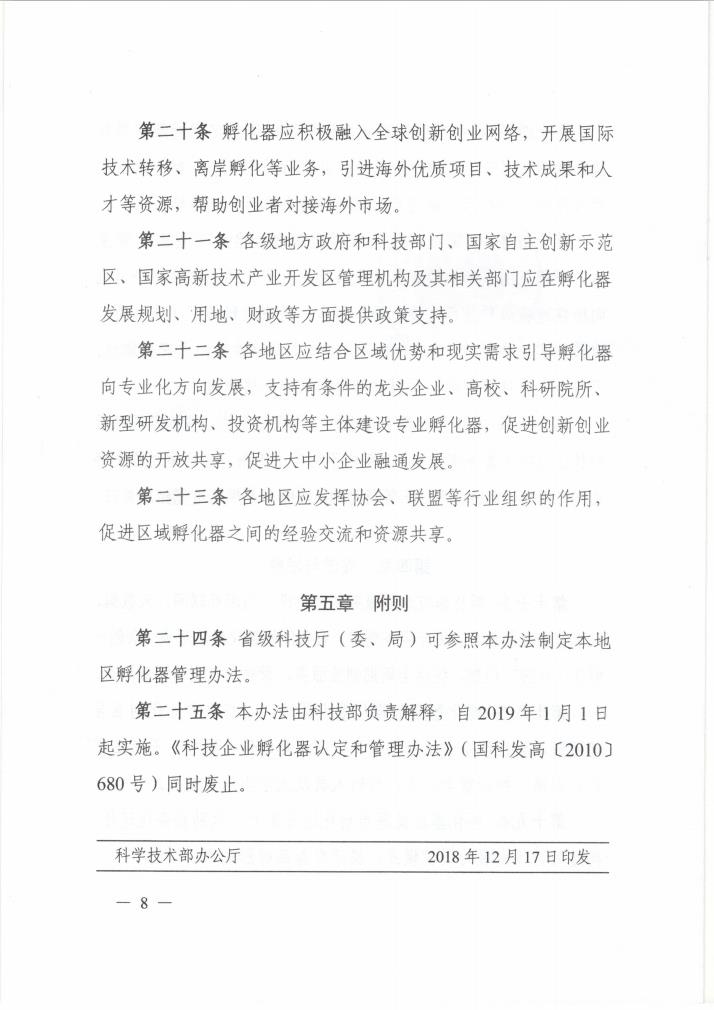 第二十条 孵化器应积极融入全球创新创业网络，开展国际
技术转移、离岸孵化等业务，引进海外优质项目、技术成果和人
才等资源，帮助创业者对接海外市场。
第二十一条 各级地方政府和科技部门、国家自主创新示范
区、国家高新技术产业开发区管理机构及其相关部门应在孵化器
发展规划、用地、财政等方面提供政策支持。
第二十二条 各地区应结合区域优势和现实需求引导孵化器
向专业化方向发展，支持有条件的龙头企业、高校、科研院所、
新型研发机构、投资机构等主体建设专业孵化器，促进创新创业
资源的开放共享，促进大中小企业融通发展。
第二十三条 各地区应发挥协会、联盟等行业组织的作用，
促进区域孵化器之间的经验交流和资源共享。
第五章 附则
第二十四条 省级科技厅（委、局）可参照本办法制定本地
区孵化器管理办法。
第二十五条 本办法由科技部负责解释，自 2019 年 1 月 1 日
起实施。《科技企业孵化器认定和管理办法》（国科发高〔2010〕
680 号）同时废止。
科学技术部办公厅 2018 年 12 月 17 日印发
— 8 —